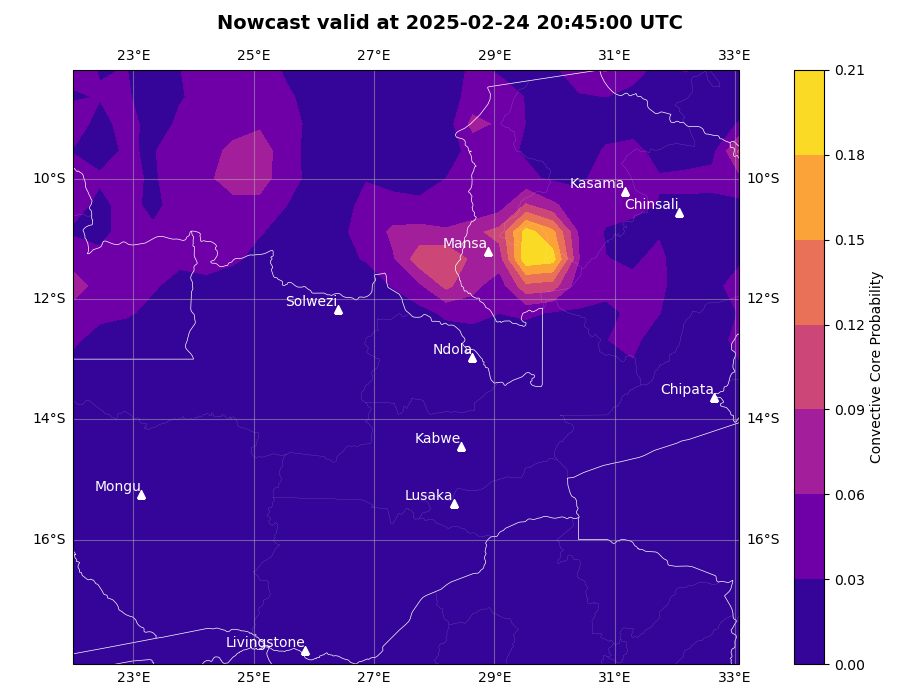 Nowcast valid at 2025-02-24 20:45:00 UTC
23°E 25°E 27°E 29°E 31°E 33°E
0.21
0.18
10°S 10°S
Kasama
Chinsali
0.15
Mansa
12°S 12°S
Solwezi
0.12
Ndola
Convective Core Probability
Chipata
0.09
14°S 14°S
Kabwe
Mongu
Lusaka
0.06
16°S 16°S
0.03
Livingstone
0.00
23°E 25°E 27°E 29°E 31°E 33°E